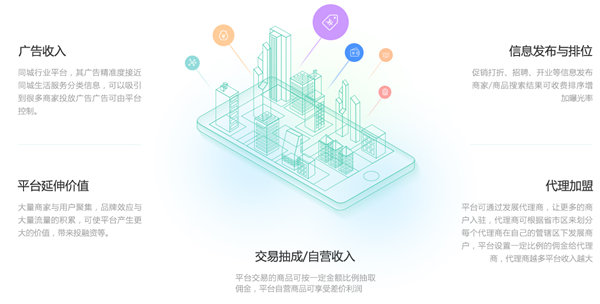 广告收入
同城行业平台，其广告精准度接近
同城生活服务分类信息，可以吸引
到很多商家投放广告广告可由平台
控制。
平台延伸价值
大量商家与用户聚集，品牌效应与
大量流量的积累，可使平台产生更
大的价值，带来投融资等。
交易抽成/自营收入
平台交易的商品可按一定金额比例抽取
佣金，平台自营商品可享受差价利润
信息发布与排位
促销打折、招聘、开业等信息发布
商家/商品搜索结果可收费排序增
加曝光率
代理加盟
平台可通过发展代理商，让更多的商
户入驻，代理商可根据省市区来划分
每个代理商在自己的管辖区下发展商
户，平台设置一定比例的佣金给代理
商，代理商越多平台收入越大